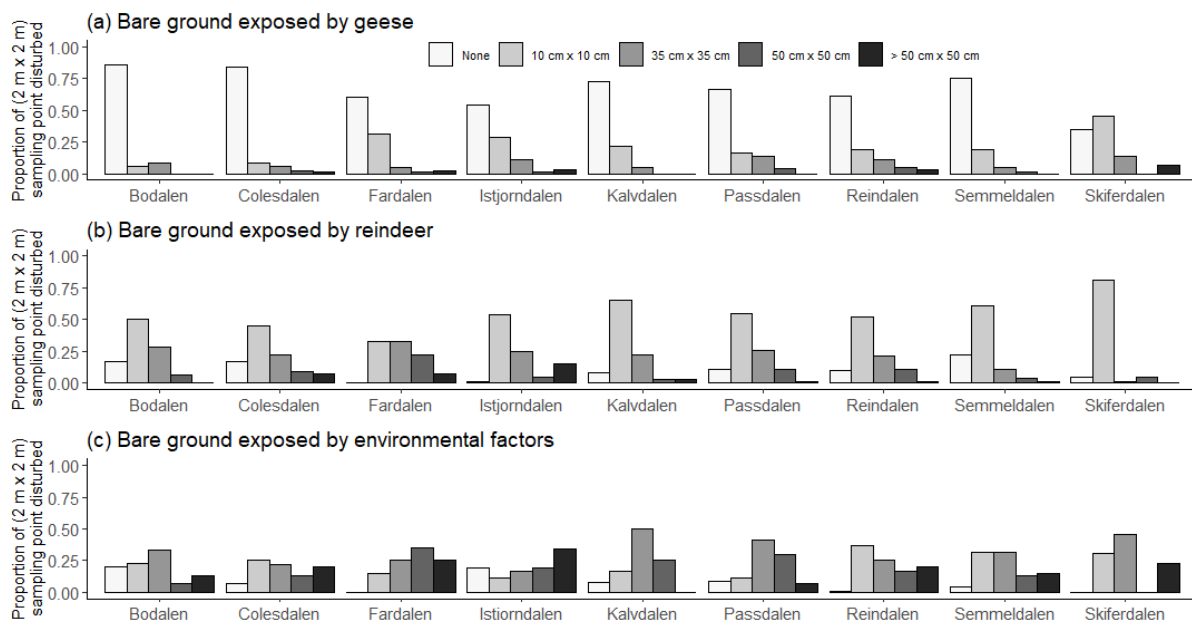 (a) Bare ground exposed by geese
Proportion of (2 m x 2 m)
sampling point disturbed
1.00
0.75
0.50
0.25
0.00
None 10 cm x 10 cm 35 cm x 35 cm 50 cm x 50 cm > 50 cm x 50 cm
Bodalen Colesdalen Fardalen Istjorndalen Kalvdalen Passdalen Reindalen Semmeldalen Skiferdalen
(b) Bare ground exposed by reindeer
Proportion of (2 m x 2 m)
sampling point disturbed
1.00
0.75
0.50
0.25
0.00
Bodalen Colesdalen Fardalen Istjorndalen Kalvdalen Passdalen Reindalen Semmeldalen Skiferdalen
(c) Bare ground exposed by environmental factors
Proportion of (2 m x 2 m)
sampling point disturbed
1.00
0.75
0.50
0.25
0.00
Bodalen Colesdalen Fardalen Istjorndalen Kalvdalen Passdalen Reindalen Semmeldalen Skiferdalen